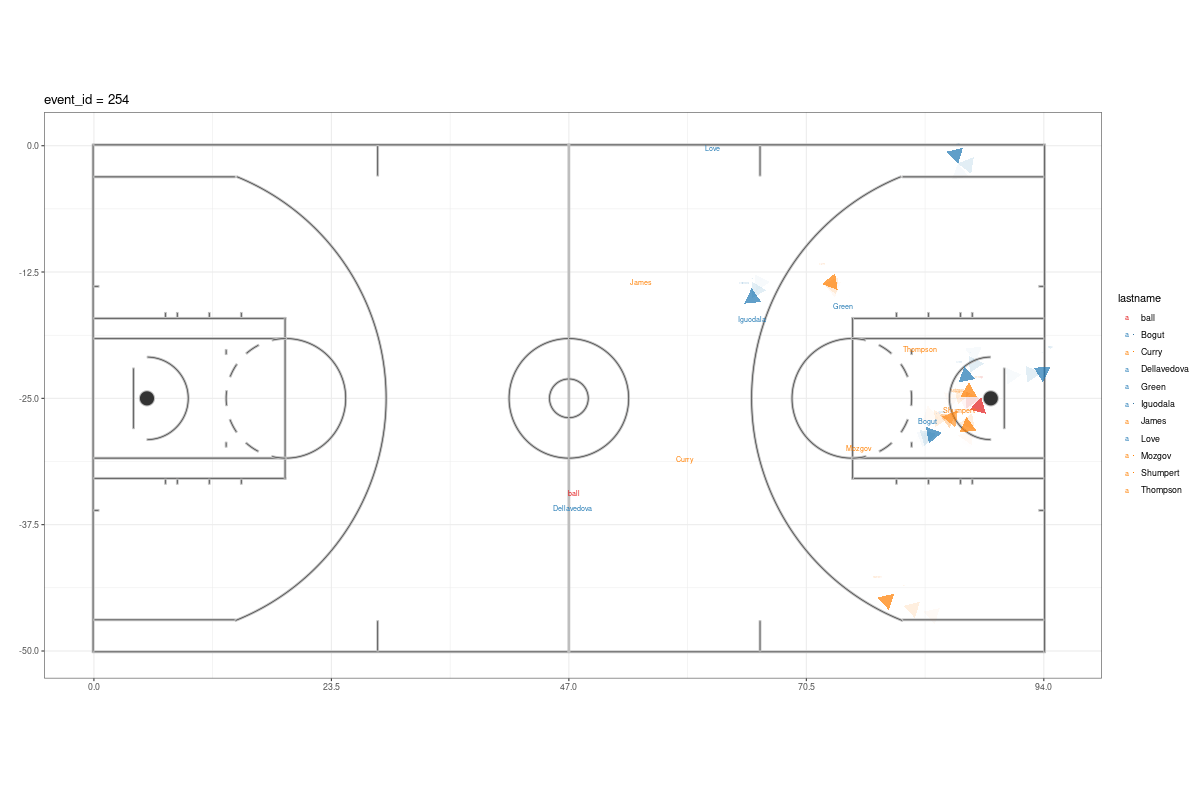 event_id = 254
0.0
Love
-12.5
James
Green
Iguodala
Thompson
-25.0
Shumpert
Bogut
Mozgov
Curry
ball
Dellavedova
-37.5
-50.0
0.0
23.5
47.0
70.5
94.0
lastname
a ball
a Bogut
a Curry
a Dellavedova
a Green
a Iguodala
a James
a Love
a Mozgov
a Shumpert
a Thompson